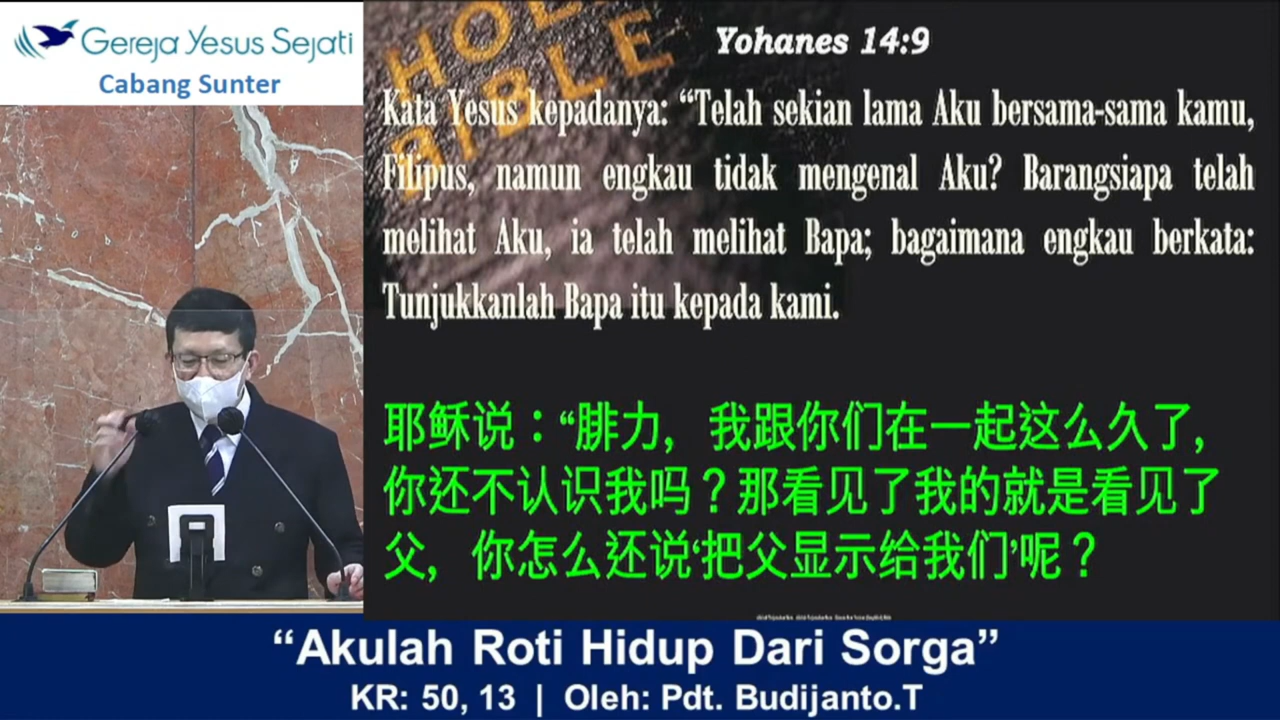 Gereja Yesus Sejati
Cabang Sunter
HOLY
BIBLE
Yohanes 14:9
Kata Yesus kepadanya: “Telah sekian lama Aku bersama-sama kamu,
Filipus, namun engkau tidak mengenal Aku? Barangsiapa telah
melihat Aku, ia telah melihat Bapa; bagaimana engkau berkata:
Tunjukkanlah Bapa itu kepada kami.
耶稣说：“腓力，我跟你们在一起这么久了，
你还不认识我吗？那看见了我的就是看见了
父，你怎么还说‘把父显示给我们’呢？
“Akulah Roti Hidup Dari Sorga”
KR: 50, 13 | Oleh: Pdt. Budijanto.T